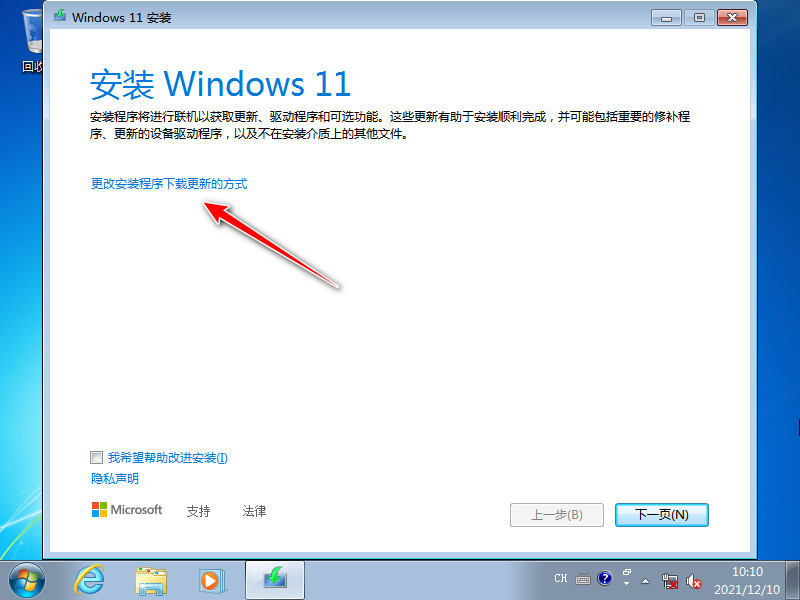 Windows 11 安装
回收
安装 Windows 11
安装程序将进行联机以获取更新、驱动程序和可选功能。这些更新有助于安装顺利完成，并可能包括重要的修补程
序、更新的设备驱动程序，以及不在安装介质上的其他文件。
更改安装程序下载更新的方式
我希望帮助改进安装(I)
隐私声明
Microsoft 支持 法律
上一步(B) 下一页(N)
CH
10:10
2021/12/10